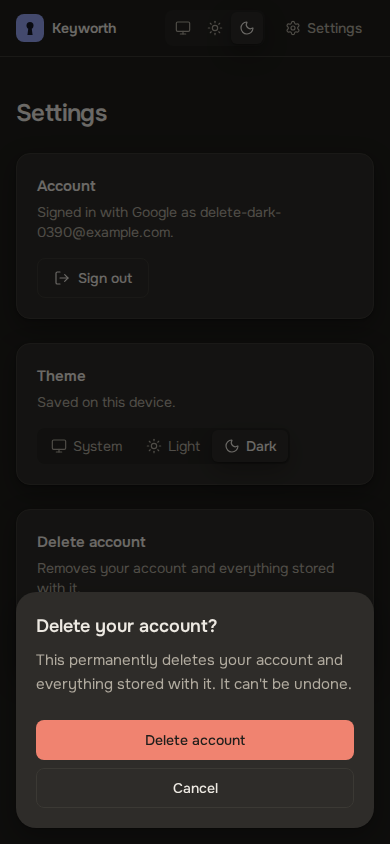 Keyworth
Settings
Settings
Account
Signed in with Google as delete-dark-
0390@example.com.
Sign out
Theme
Saved on this device.
System
Light
Dark
Delete account
Removes your account and everything stored
with it
Delete your account?
This permanently deletes your account and
everything stored with it. It can't be undone.
Delete account
Cancel